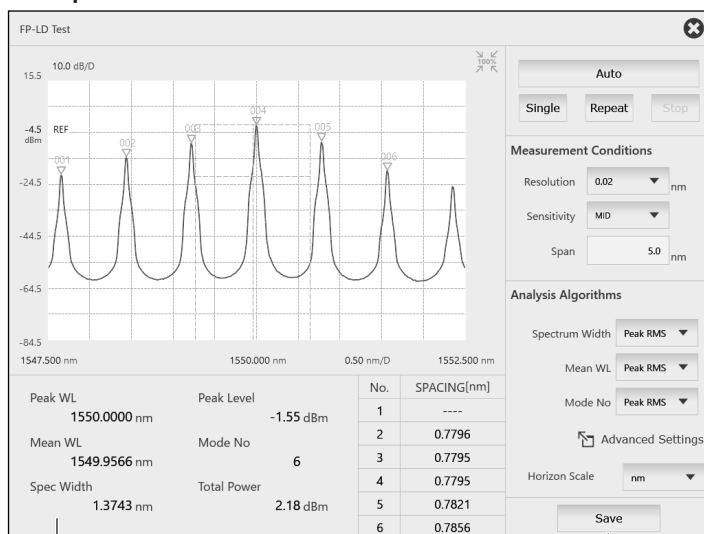 FP-LD Test
10.0 dB/D
100%
15.5
-4.5
dBm
REF
-24.5
-44.5
-64.5
-84.5
001
002
003
004
005
006
1547.500 nm
1550.000 nm
0.50 nm/D
1552.500 nm
Peak WL
1550.0000 nm
Peak Level
-1.55 dBm
Mean WL
1549.9566 nm
Mode No
6
Spec Width
1.3743 nm
Total Power
2.18 dBm
No. SPACING[nm]
1 ----
2 0.7796
3 0.7795
4 0.7795
5 0.7821
6 0.7856
Auto
Single Repeat Stop
Measurement Conditions
Resolution 0.02 nm
Sensitivity MID
Span 5.0 nm
Analysis Algorithms
Spectrum Width Peak RMS
Mean WL Peak RMS
Mode No Peak RMS
Advanced Settings
Horizon Scale nm
Save